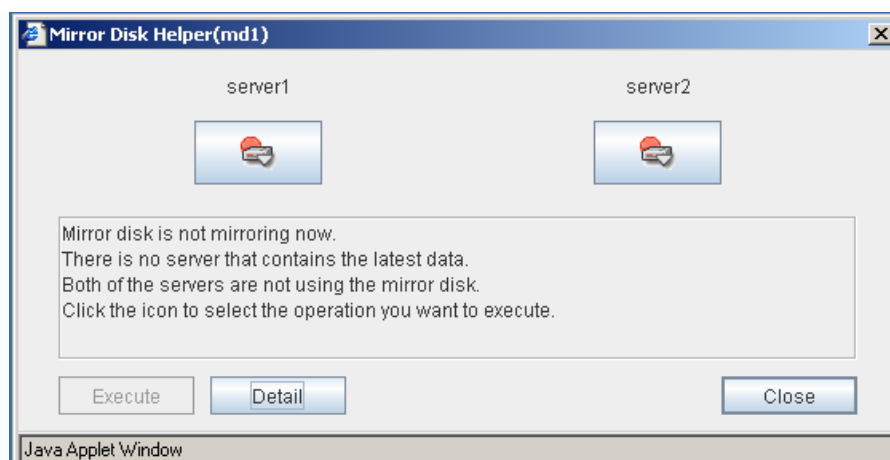 Mirror Disk Helper(md1)
server1 server2
Mirror disk is not mirroring now.
There is no server that contains the latest data.
Both of the servers are not using the mirror disk.
Click the icon to select the operation you want to execute.
Execute Detail Close
Java Applet Window